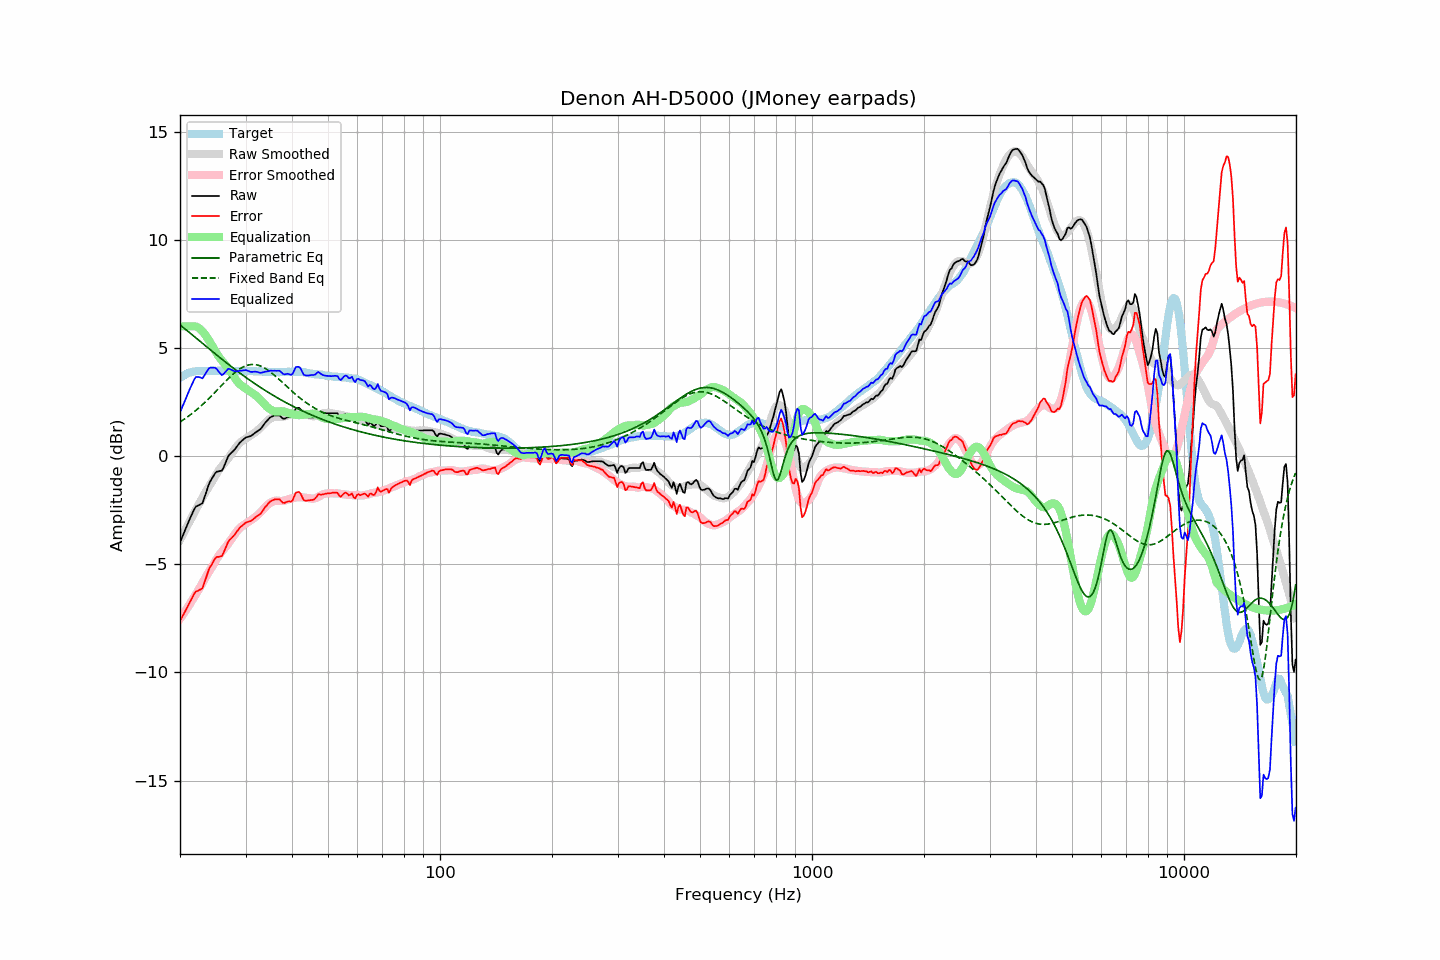 Denon AH-D5000 (JMoney earpads)
Target
Raw Smoothed
Error Smoothed
Raw
Error
Equalization
Parametric Eq
Fixed Band Eq
Equalized
15
10
5
0
−5
−10
−15
Amplitude (dBr)
100
1000
10000
Frequency (Hz)